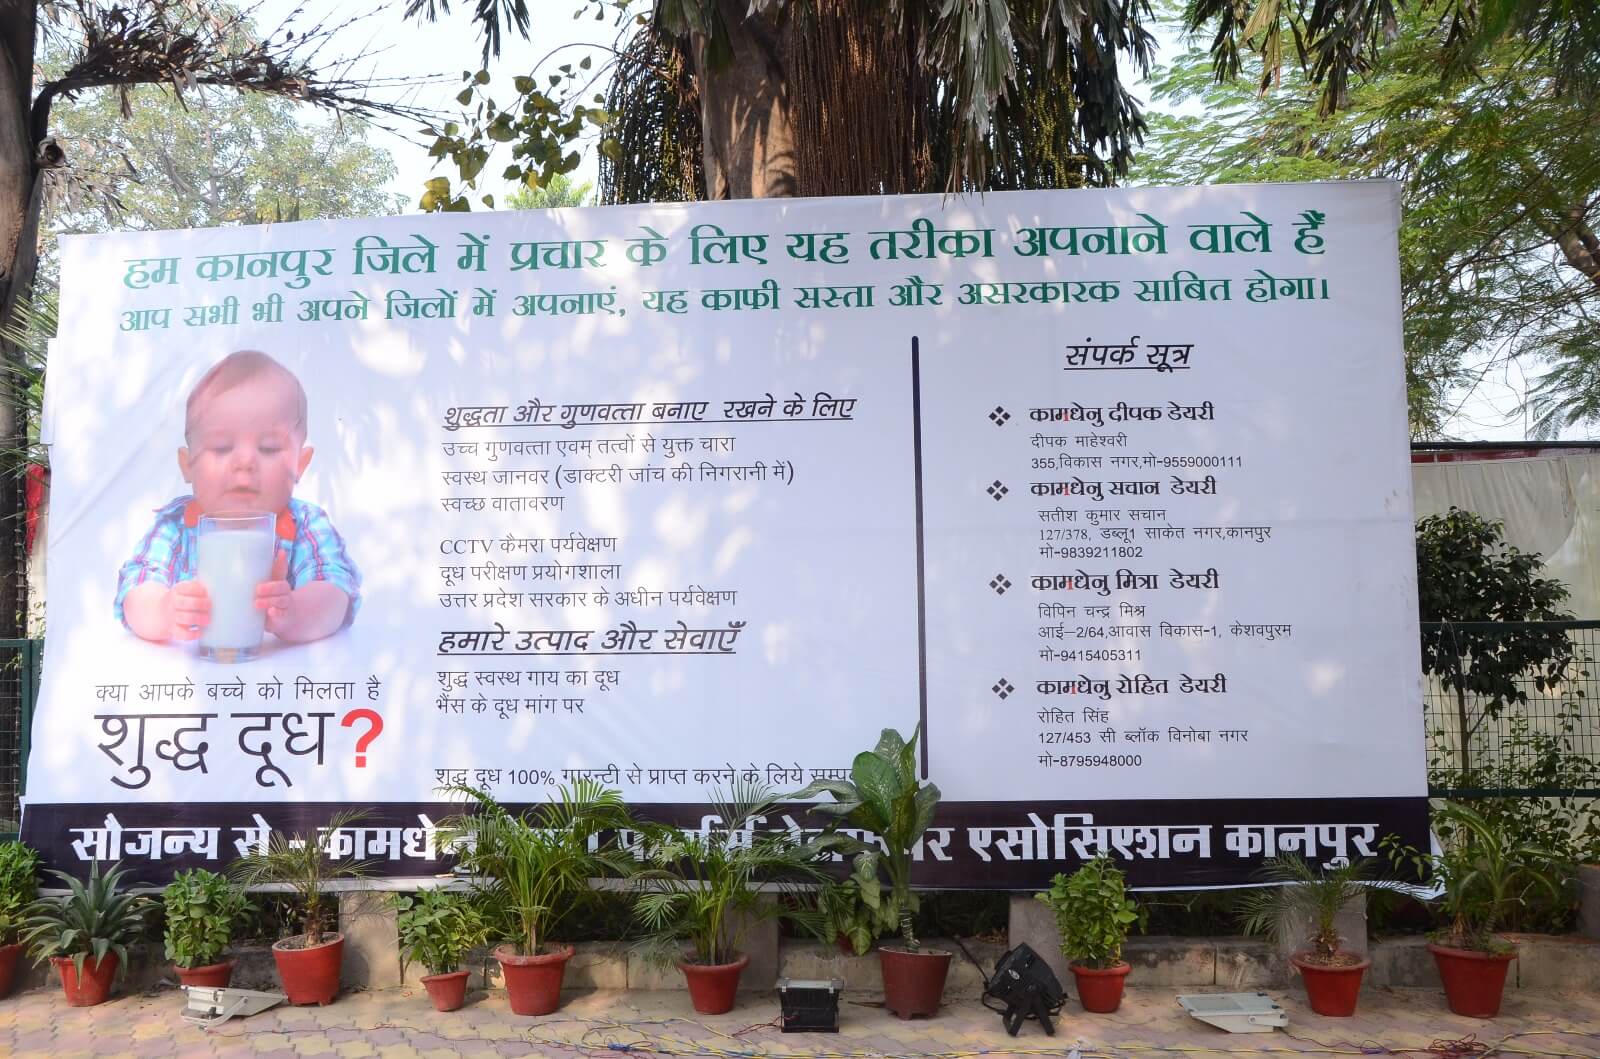 हम कानपुर जिले में प्रचार के लिए यह तरीका अपनाने वाले हैं
आप सभी भी अपने जिलों में अपनाएं, यह काफी सस्ता और असरकारक साबित होगा।
क्या आपके बच्चे को मिलता है
शुद्ध दूध?
शुद्धता और गुणवत्ता बनाए रखने के लिए
उच्च गुणवत्ता एवम् तत्वों से युक्त चारा
स्वस्थ जानवर (डाक्टरी जांच की निगरानी में)
स्वच्छ वातावरण
CCTV कैमरा पर्यवेक्षण
दूध परीक्षण प्रयोगशाला
उत्तर प्रदेश सरकार के अधीन पर्यवेक्षण
हमारे उत्पाद और सेवाएँ
शुद्ध स्वस्थ गाय का दूध
भैंस के दूध मांग पर
शुद्ध दूध 100% गारन्टी से प्राप्त करने के लिये
संपर्क सूत्र
❖ कामधेनु दीपक डेयरी
दीपक माहेश्वरी
355,विकास नगर,मो-9559000111
❖ कामधेनु सचान डेयरी
सतीश कुमार सचान
127/378, डब्लू1 साकेत नगर,कानपुर
मो-9839211802
❖ कामधेनु मित्रा डेयरी
विपिन चन्द्र मिश्र
आई–2/64,आवास विकास-1, केशवपुरम
मो-9415405311
❖ कामधेनु रोहित डेयरी
रोहित सिंह
127/453 सी ब्लॉक विनोबा नगर
मो-8795948000
सौजन्य से - कामधेनु एसोसिएशन कानपुर